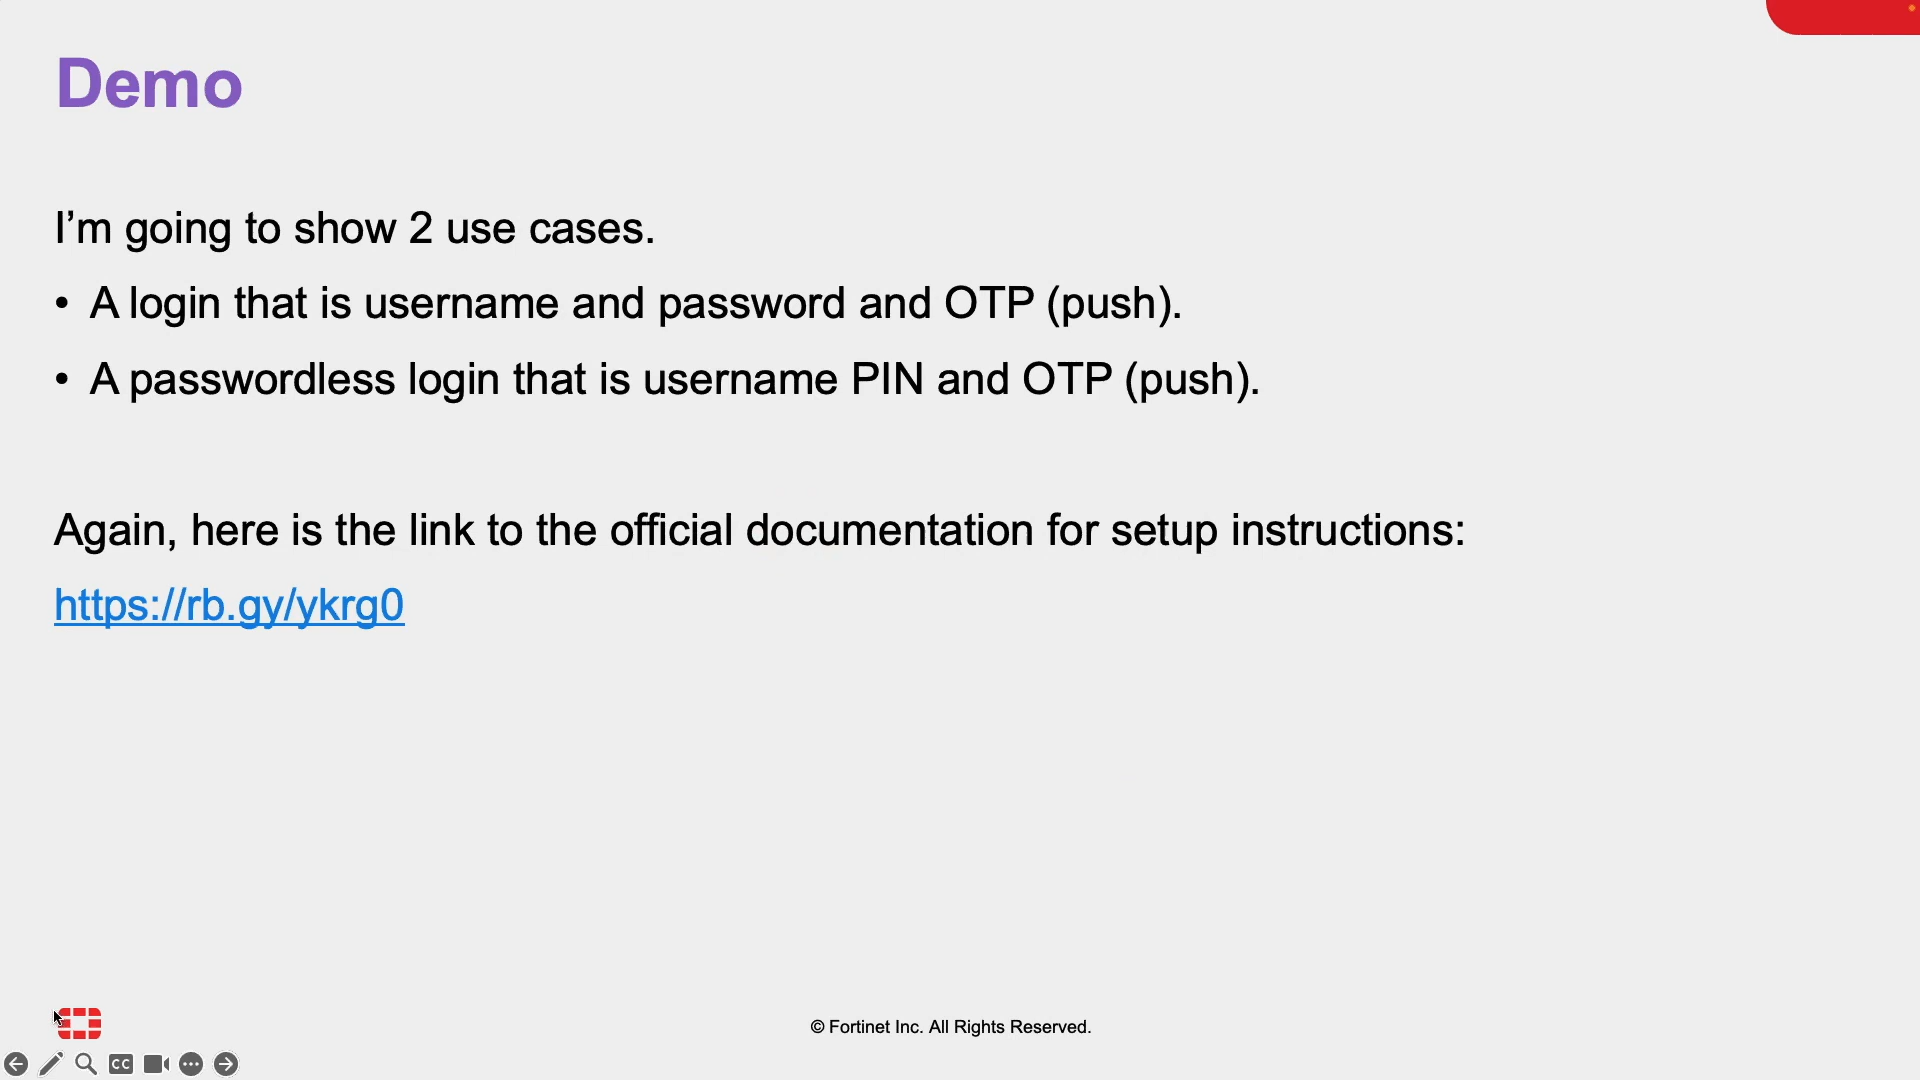 Demo
I’m going to show 2 use cases.
• A login that is username and password and OTP (push).
• A passwordless login that is username PIN and OTP (push).
Again, here is the link to the official documentation for setup instructions:
https://rb.gy/ykrg0
© Fortinet Inc. All Rights Reserved.
CC